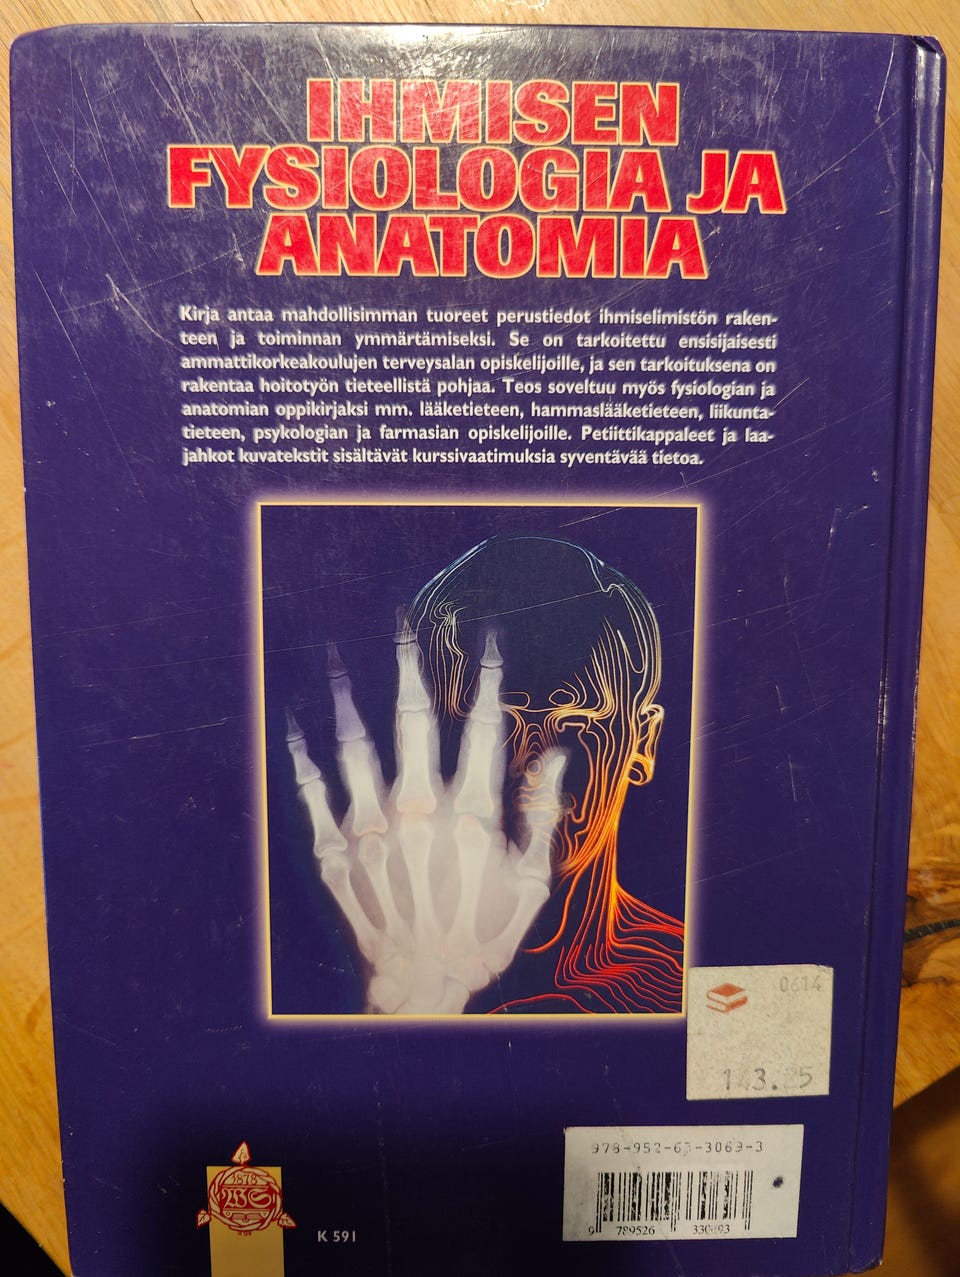 IHMISEN
FYSIOLOGIA JA
ANATOMIA
Kirja antaa mahdollisimman tuoreet perustiedot ihmiselimistön raken-
teen ja toiminnan ymmärtämiseksi. Se on tarkoitettu ensisijaisesti
ammattikorkeakoulujen terveysalan opiskelijoille, ja sen tarkoituksena on
rakentaa hoitotyön tieteellistä pohjaa. Teos soveltuu myös fysiologian ja
anatomian oppikirjaksi mm. lääketieteen, hammaslääketieteen, liikunta-
tieteen, psykologian ja farmasian opiskelijoille. Petiittikappaleet ja laa-
jahkot kuvatekstit sisältävät kurssivaatimuksia syventävää tietoa.
0614
1878
WS
K 591